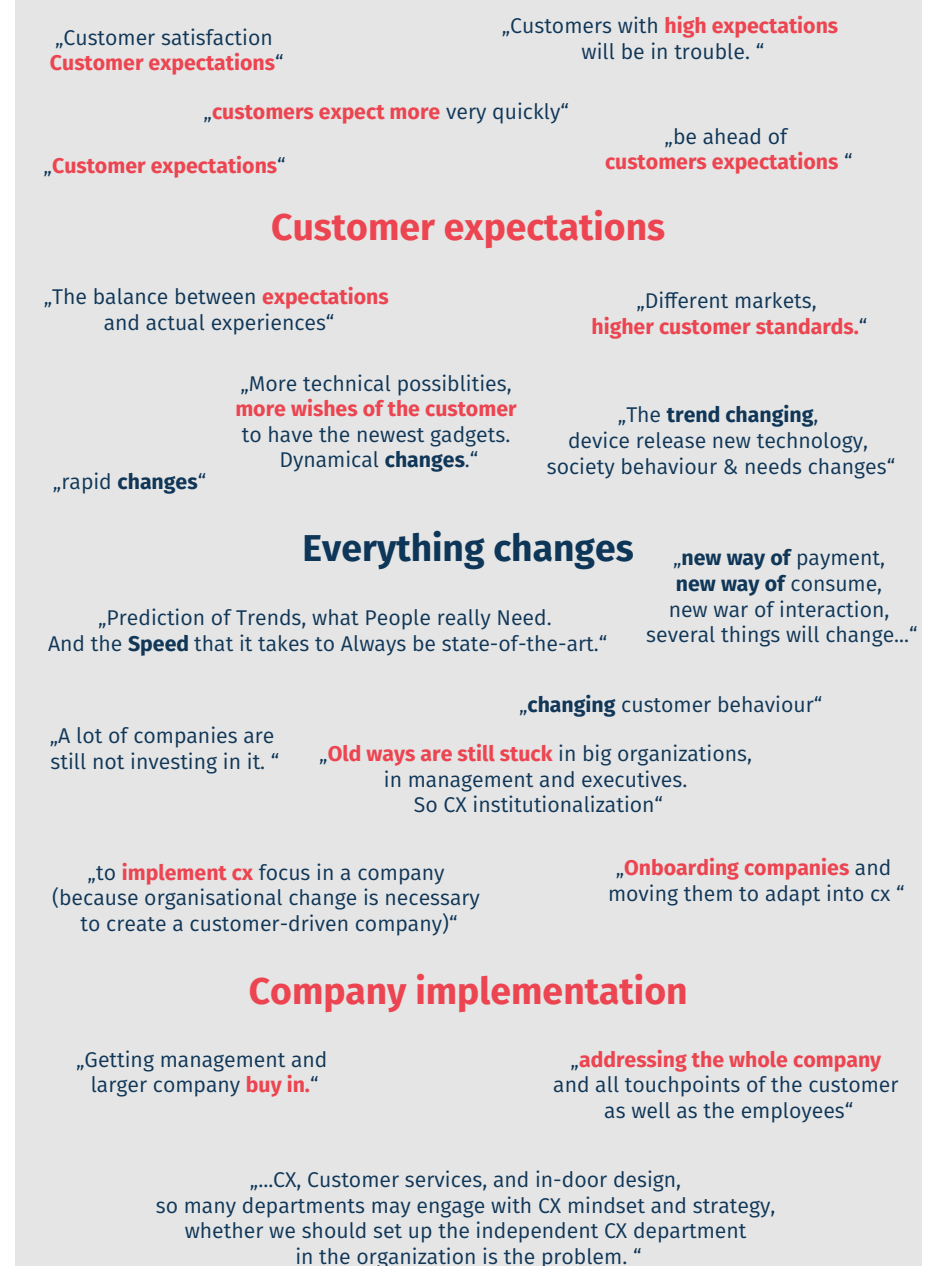 „Customer satisfaction
Customer expectations“
„Customers with high expectations
will be in trouble. “
„customers expect more very quickly“
„be ahead of
customers expectations “
„Customer expectations“
Customer expectations
„The balance between expectations
and actual experiences“
„Different markets,
higher customer standards.“
„More technical possiblities,
more wishes of the customer
to have the newest gadgets.
Dynamical changes.“
„The trend changing,
device release new technology,
society behaviour & needs changes“
„rapid changes“
Everything changes
„new way of payment,
new way of consume,
new war of interaction,
several things will change...“
„Prediction of Trends, what People really Need.
And the Speed that it takes to Always be state-of-the-art.“
„changing customer behaviour“
„A lot of companies are
still not investing in it. “
„Old ways are still stuck in big organizations,
in management and executives.
So CX institutionalization“
„to implement cx focus in a company
(because organisational change is necessary
to create a customer-driven company)“
„Onboarding companies and
moving them to adapt into cx “
Company implementation
„Getting management and
larger company buy in.“
„addressing the whole company
and all touchpoints of the customer
as well as the employees“
„...CX, Customer services, and in-door design,
so many departments may engage with CX mindset and strategy,
whether we should set up the independent CX department
in the organization is the problem. “